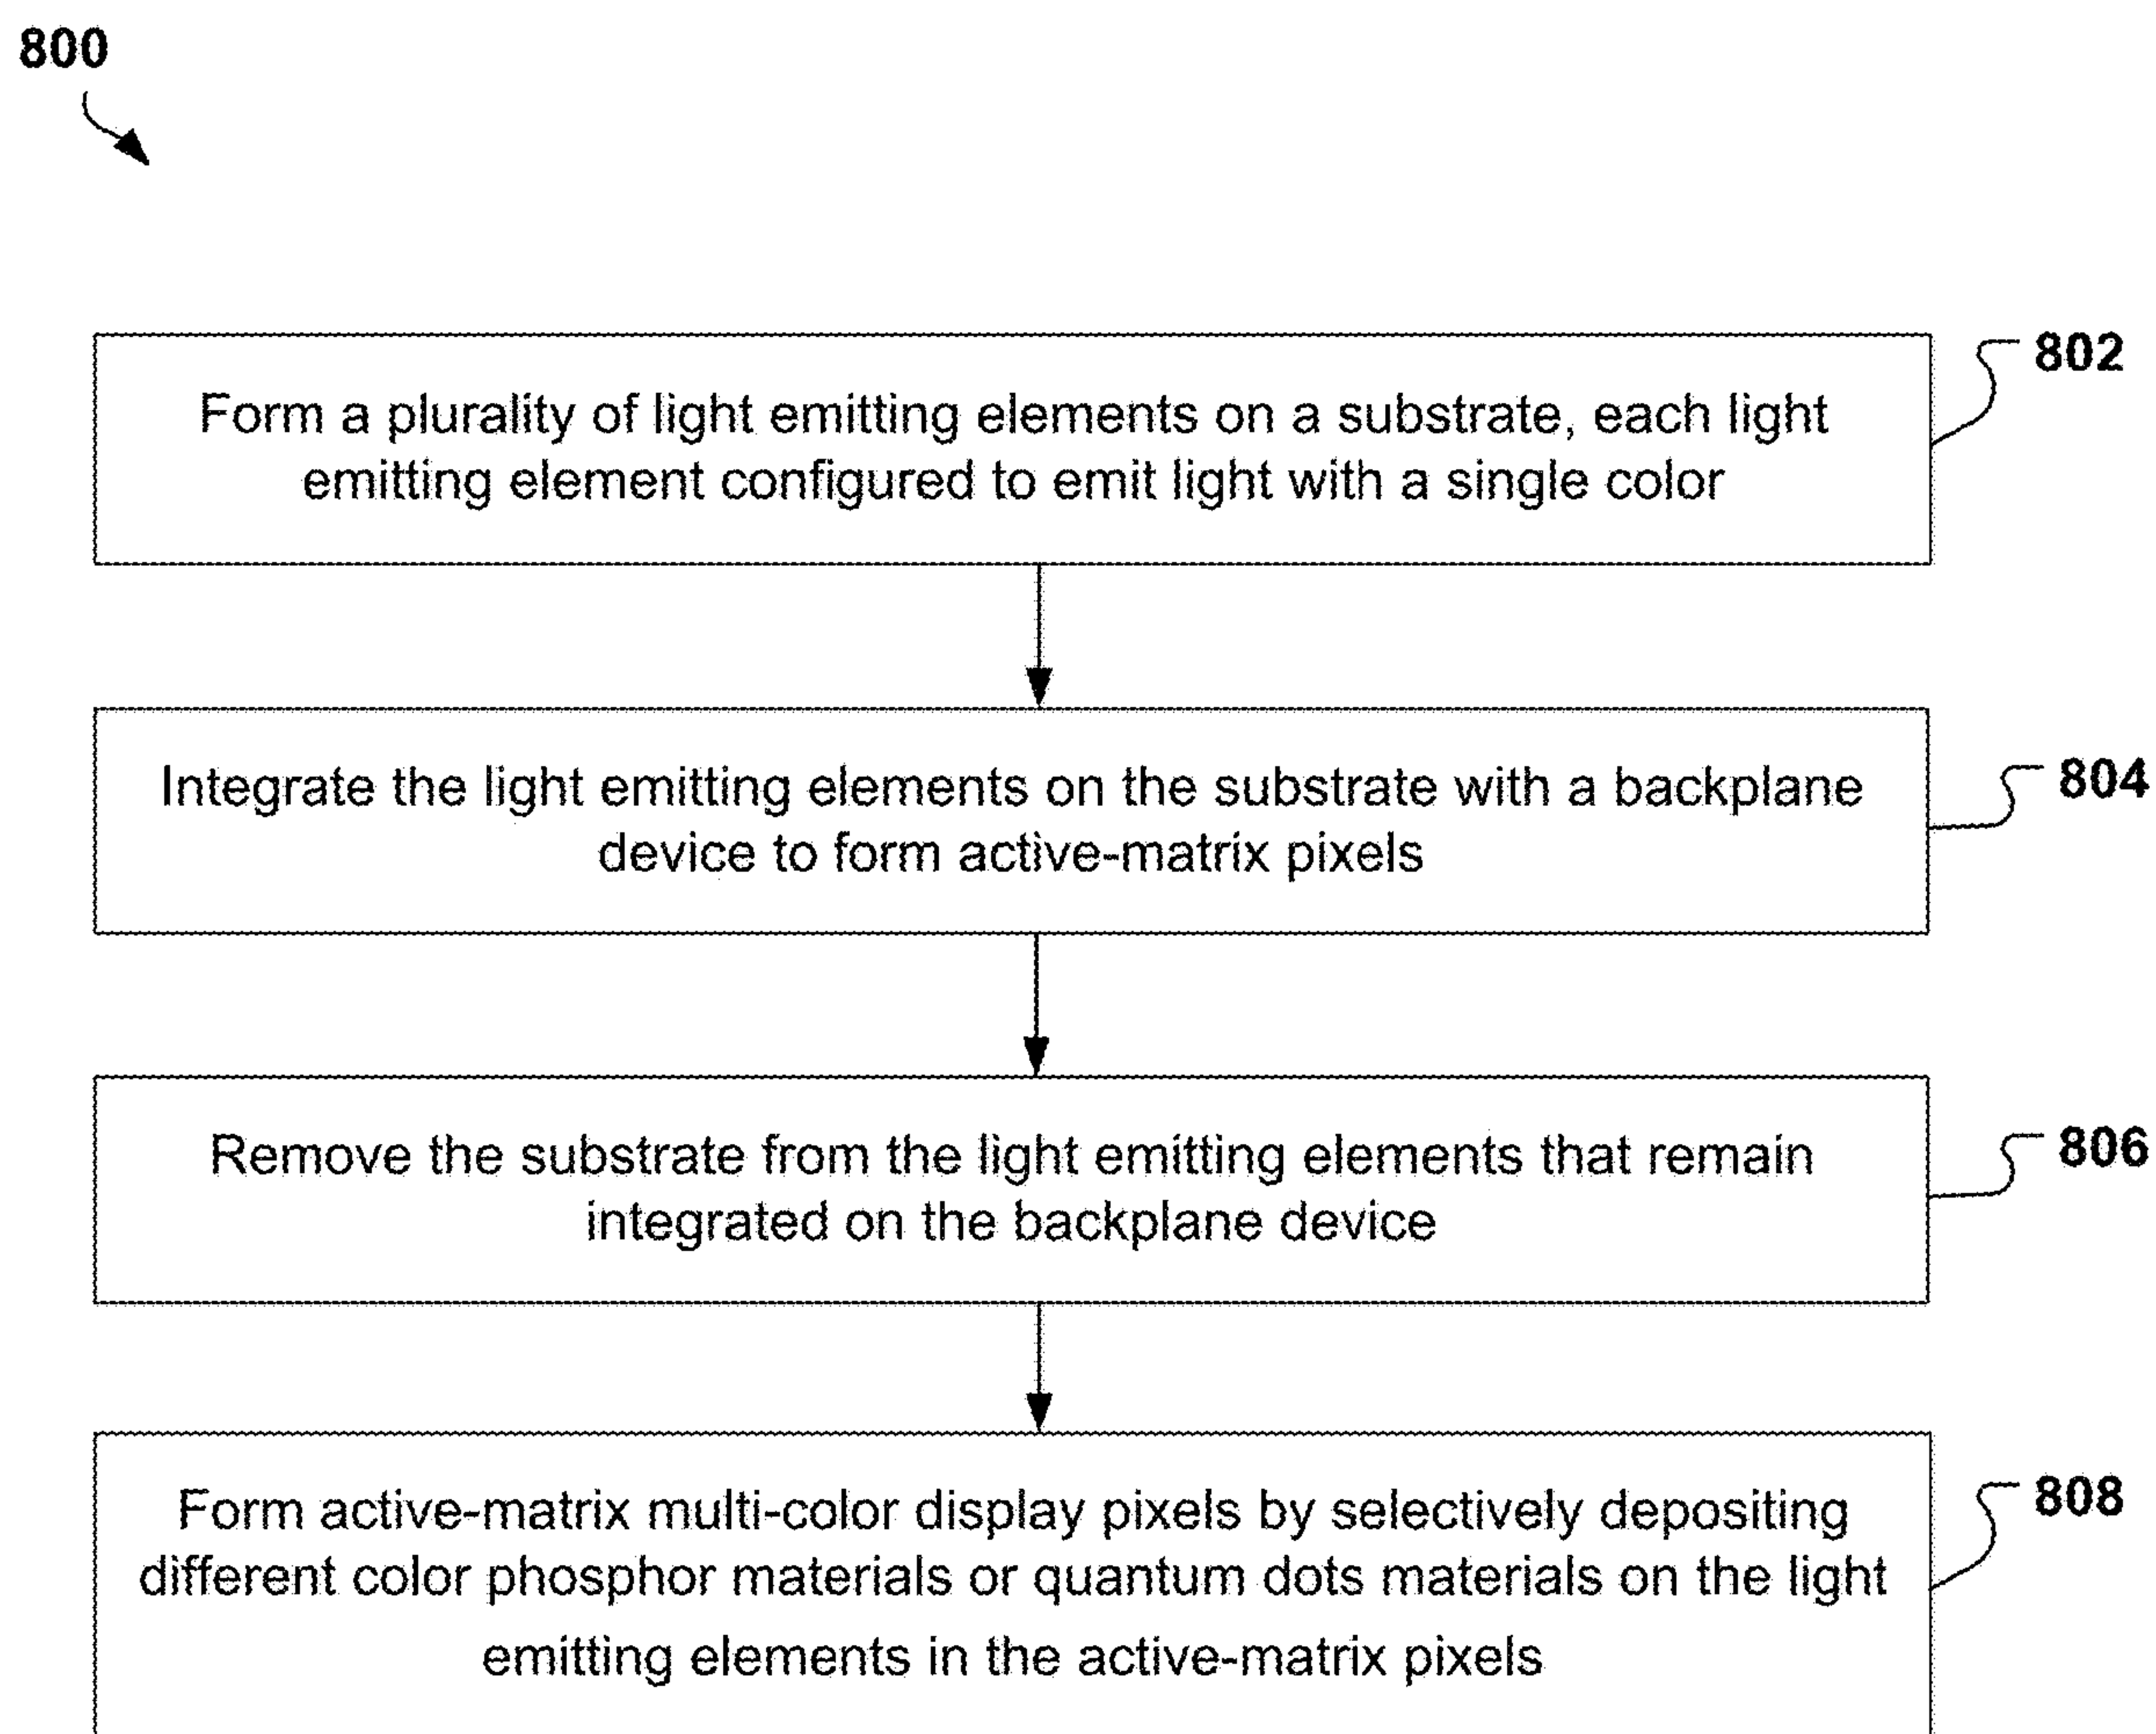 800
Form a plurality of light emitting elements on a substrate, each light
emitting element configured to emit light with a single color
802
Integrate the light emitting elements on the substrate with a backplane
device to form active-matrix pixels
804
Remove the substrate from the light emitting elements that remain
integrated on the backplane device
806
Form active-matrix multi-color display pixels by selectively depositing
different color phosphor materials or quantum dots materials on the light
emitting elements in the active-matrix pixels
808